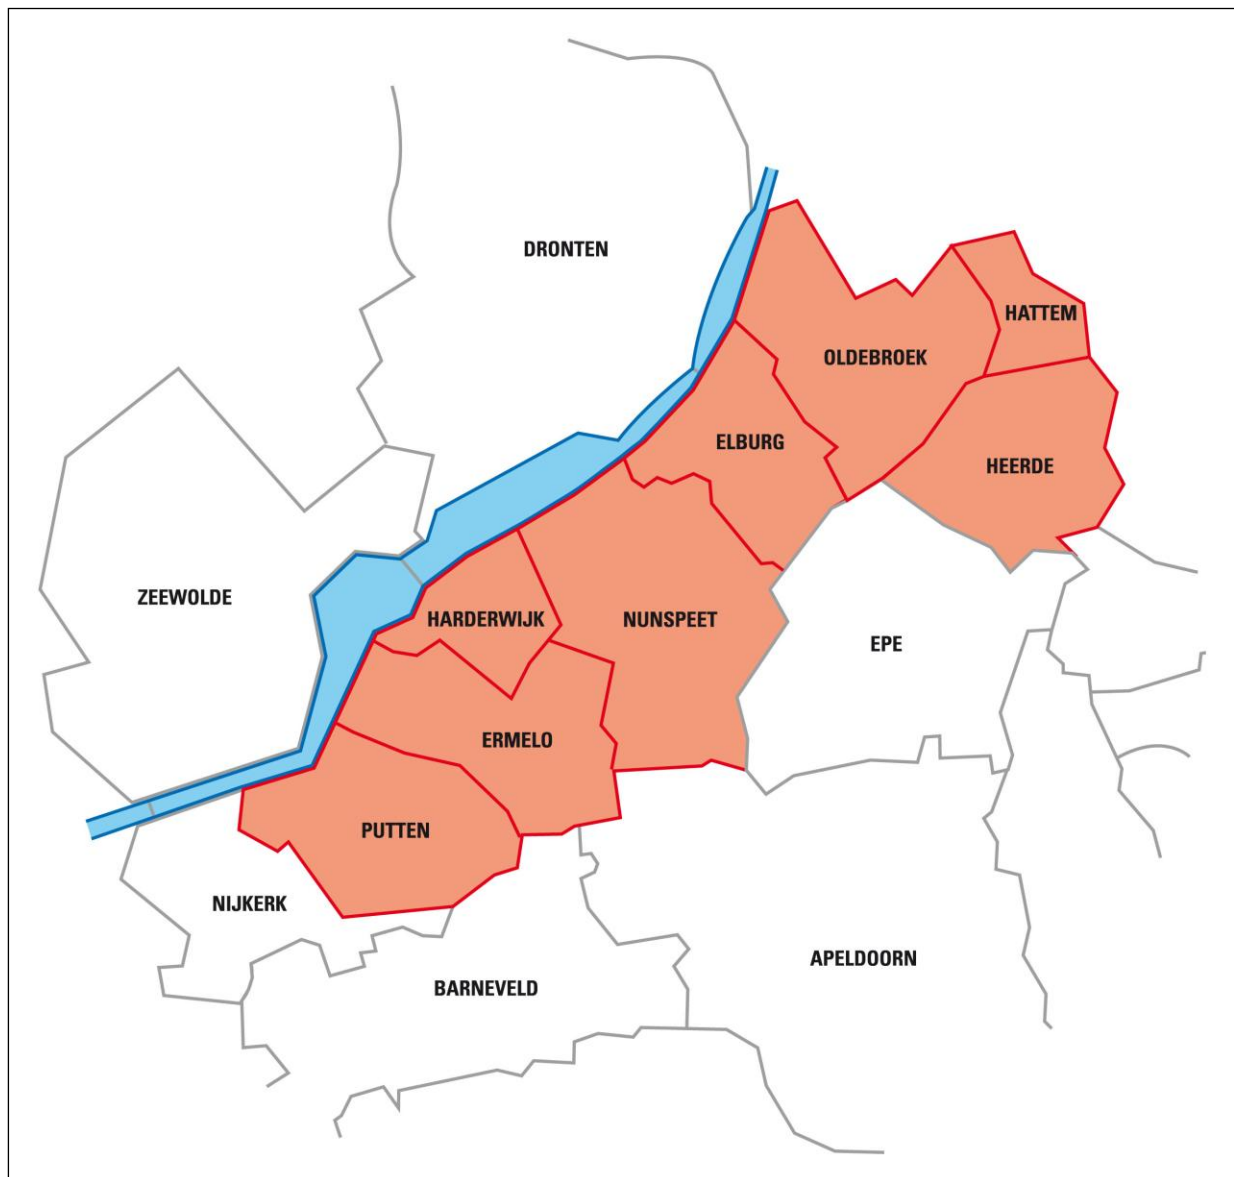 DRONTEN
HATTEM
OLDEBROEK
ELBURG
HEERDE
ZEEWOLDE
HARDERWIJK
NUNSPEET
EPE
ERMELO
PUTTEN
NIJKERK
APELDOORN
BARNEVELD